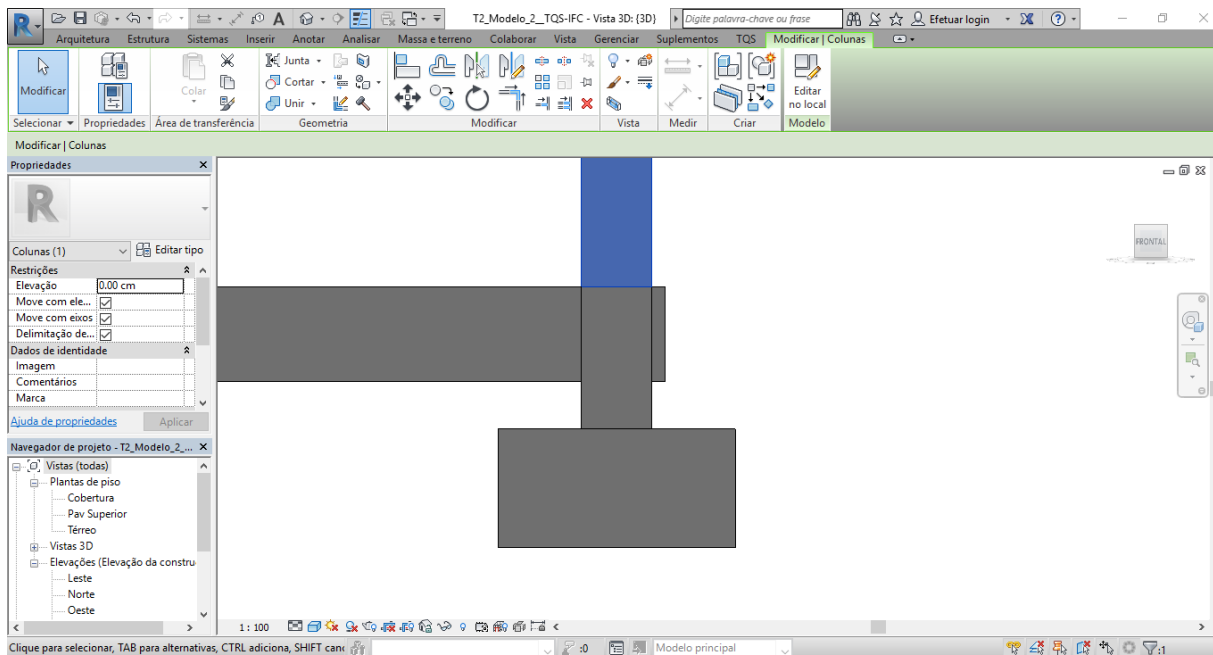 T2_Modelo_2__TQS-IFC - Vista 3D: {3D}
Digite palavra-chave ou frase
Efetuar login
Arquitetura Estrutura Sistemas Inserir Anotar Analisar Massa e terreno Colaborar Vista Gerenciar Suplementos TQS Modificar | Colunas
Modificar
Colar
Junta
Cortar
Unir
Editar
no local
Selecionar Propriedades Área de transferência Geometria Modificar Vista Medir Criar Modelo
Modificar | Colunas
Propriedades
R
Colunas (1) Editar tipo
Restrições
Elevação 0.00 cm
Move com ele...
Move com eixos
Delimitação de...
Dados de identidade
Imagem
Comentários
Marca
Ajuda de propriedades Aplicar
Navegador de projeto - T2_Modelo_2_...
Vistas (todas)
Plantas de piso
Cobertura
Pav Superior
Térreo
Vistas 3D
Elevações (Elevação da constru
Leste
Norte
Oeste
FRONTAL
1 : 100
Clique para selecionar, TAB para alternativas, CTRL adiciona, SHIFT canc
:0
Modelo principal
:1